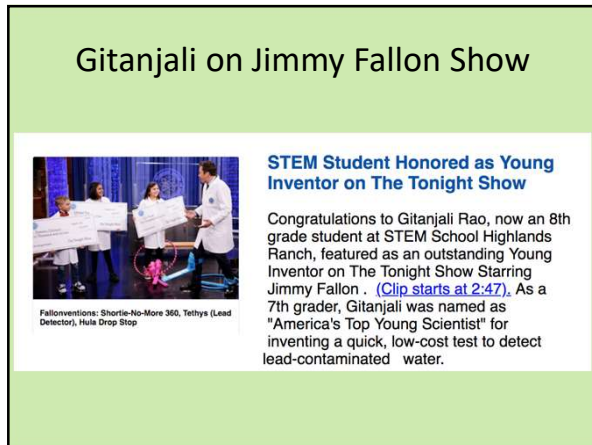 Gitanjali on Jimmy Fallon Show
STEM Student Honored as Young
Inventor on The Tonight Show
Congratulations to Gitanjali Rao, now an 8th
grade student at STEM School Highlands
Ranch, featured as an outstanding Young
Inventor on The Tonight Show Starring
Jimmy Fallon . (Clip starts at 2:47). As a
7th grader, Gitanjali was named as
"America's Top Young Scientist" for
inventing a quick, low-cost test to detect
lead-contaminated water.
Fallonventions: Shortie-No-More 360, Tethys (Lead
Detector), Hula Drop Stop